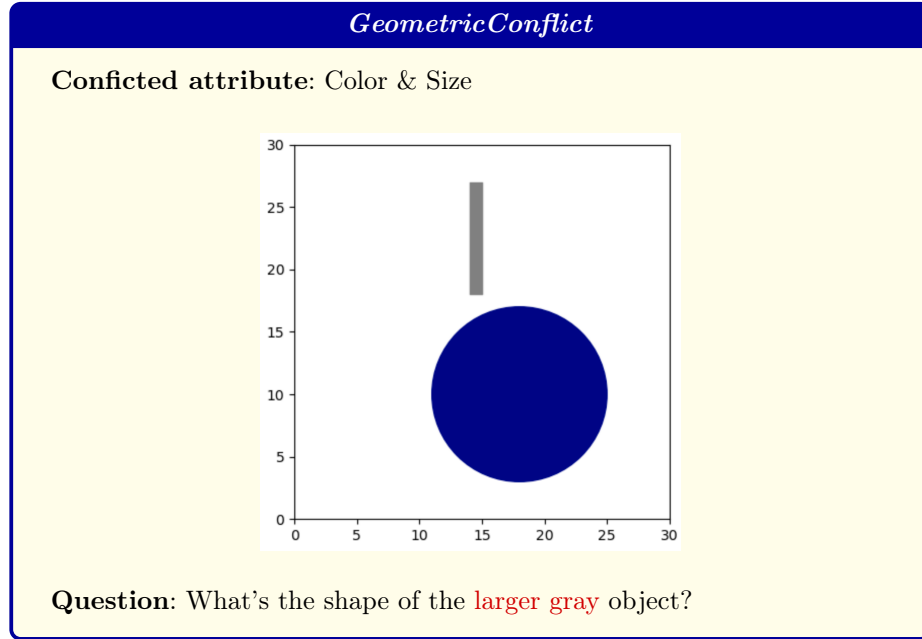 GeometricConflict
Conficted attribute: Color & Size
30
25
20
15
10
5
0
0 5 10 15 20 25 30
Question: What's the shape of the larger gray object?